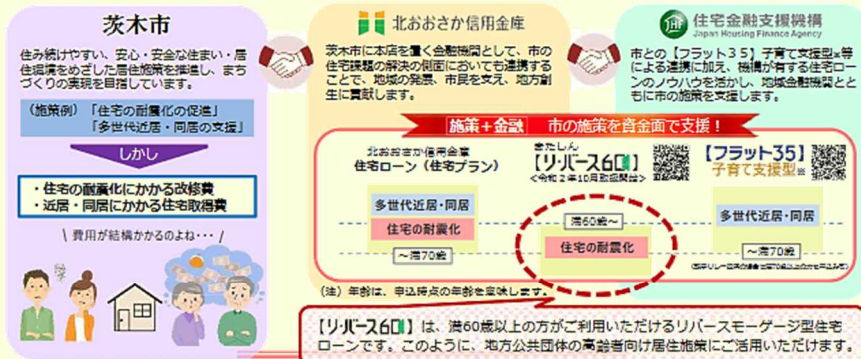 茨木市
住み続けやすい、安心・安全な住まい・居
住環境をめざした居住施策を推進し、まち
づくりの実現を目指しています。
(施策例)「住宅の耐震化の促進」
「多世代近居・同居の支援」
しかし
・住宅の耐震化にかかる改修費
・近居・同居にかかる住宅取得費
\ 費用が結構かかるのよね・・・ /
北おおさか信用金庫
茨木市に本店を置く金融機関として、市の
住宅課題の解決の側面においても連携する
ことで、地域の発展、市民を支え、地方創
生に貢献します。
住宅金融支援機構
Japan Housing Finance Agency
市との【フラット35】子育て支援型※等
による連携に加え、機構が有する住宅ロー
ンのノウハウを活かし、地域金融機関とと
もに市の施策を支援します。
施策+金融 市の施策を資金面で支援!
北おおさか信用金庫
住宅ローン(住宅プラン)
多世代近居・同居
住宅の耐震化
~満70歳
きたしん
【リ・バース60】
<令和2年10月取扱開始>
満60歳~
住宅の耐震化
【フラット35】
子育て支援型※
多世代近居・同居
~満70歳
(注)年齢は、申込時点の年齢を意味します。
【リ・バース60】は、満60歳以上の方がご利用いただけるリバースモーゲージ型住宅
ローンです。このように、地方公共団体の高齢者向け居住施策にご活用いただけます。